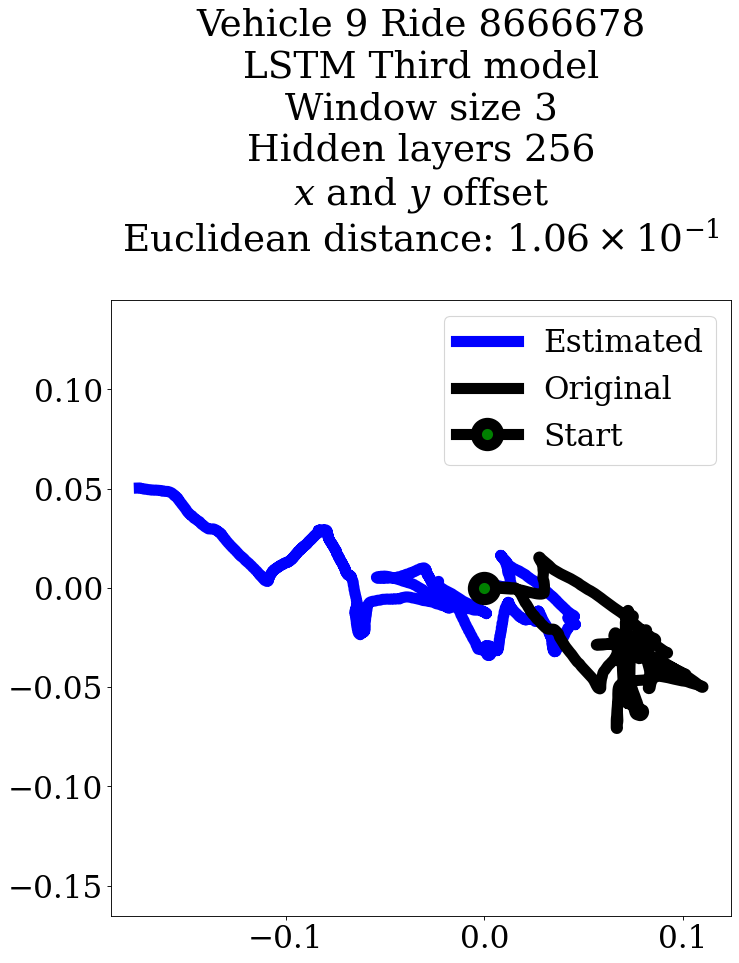 Vehicle 9 Ride 8666678
LSTM Third model
Window size 3
Hidden layers 256
x and y offset
Euclidean distance: 1.06 × 10⁻¹
Estimated
Original
Start
0.10
0.05
0.00
−0.05
−0.10
−0.15
−0.1
0.0
0.1